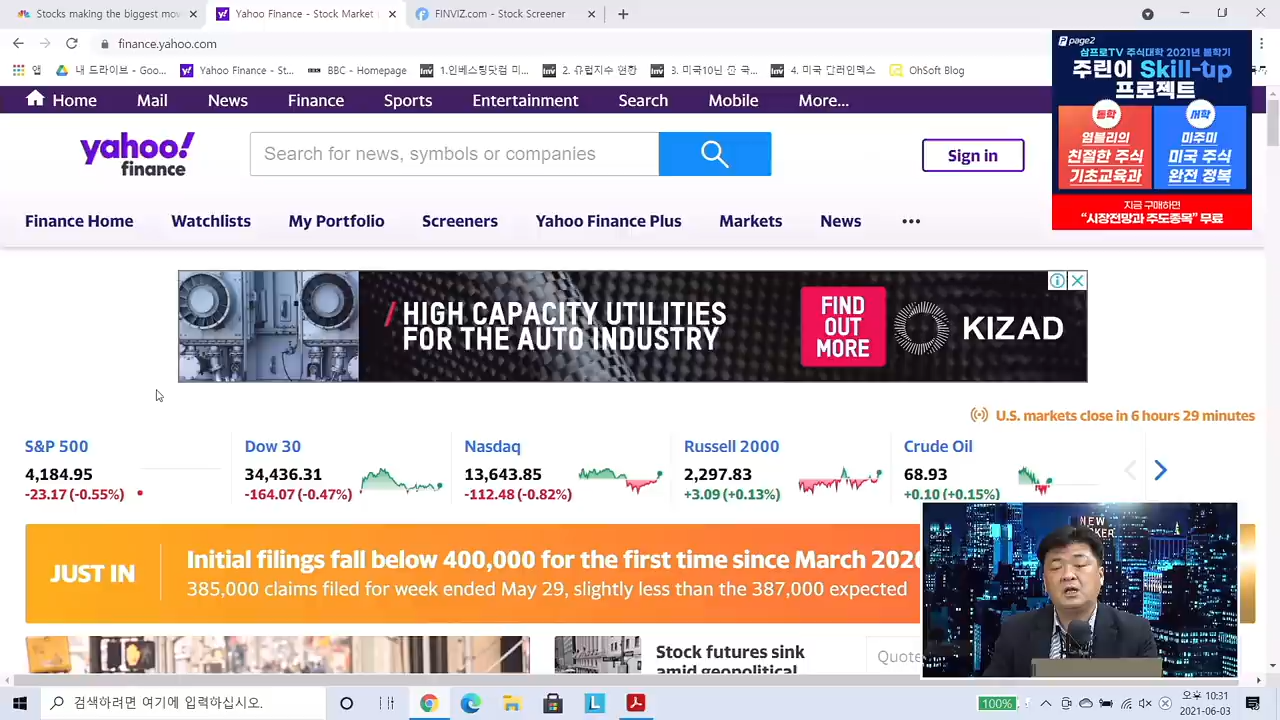 Stocks making the biggest mov
Yahoo Finance - Stock Market
FINVIZ.com - Stock Screener
finance.yahoo.com
앱
내 드라이브 - Goo...
Yahoo Finance - St...
BBC - Homepage
1.인베스팅닷컴 미...
2. 유럽지수 현황
3. 미국10년 간 국...
4. 미국 달러인덱스
OhSoft Blog
Home
Mail
News
Finance
Sports
Entertainment
Search
Mobile
More...
page2
삼프로TV 주식대학 2021년 봄학기
주린이 Skill-up
프로젝트
동학
염블리의
친절한 주식
기초교육과
서학
미주미
미국 주식
완전 정복
지금 구매하면
"시장전망과 주도종목" 무료
yahoo!
finance
Search for news, symbols or companies
Sign in
Finance Home
Watchlists
My Portfolio
Screeners
Yahoo Finance Plus
Markets
News
•••
HIGH CAPACITY UTILITIES
FOR THE AUTO INDUSTRY
FIND
OUT
MORE
KIZAD
U.S. markets close in 6 hours 29 minutes
S&P 500
4,184.95
-23.17 (-0.55%)
Dow 30
34,436.31
-164.07 (-0.47%)
Nasdaq
13,643.85
-112.48 (-0.82%)
Russell 2000
2,297.83
+3.09 (+0.13%)
Crude Oil
68.93
+0.10 (+0.15%)
JUST IN
Initial filings fall below 400,000 for the first time since March 2020
385,000 claims filed for week ended May 29, slightly less than the 387,000 expected
NEW
Stock futures sink
amid geopolitical
Quote
검색하려면 여기에 입력하십시오.
100%
오후 10:31
2021-06-03